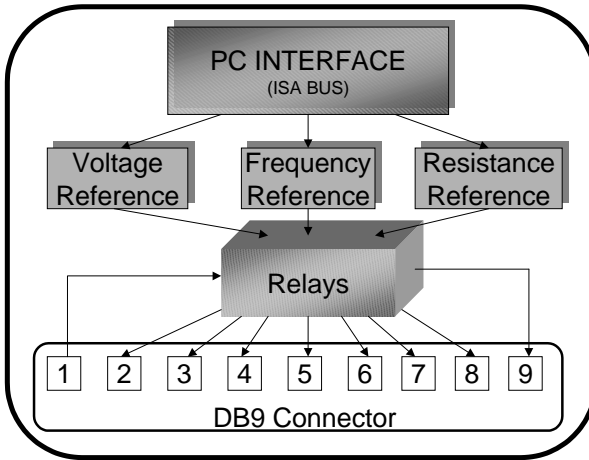 PC INTERFACE
(ISA BUS)
Voltage
Reference
Frequency
Reference
Resistance
Reference
Relays
1 2 3 4 5 6 7 8 9
DB9 Connector